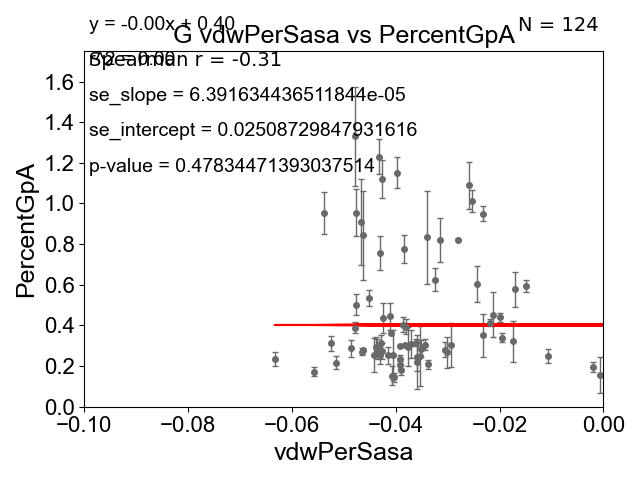 y = -0.00x + 0.40
N = 124
G vdwPerSasa vs PercentGpA
Spearman r = -0.31
se_slope = 6.391634436511844e-05
se_intercept = 0.02508729847931616
p-value = 0.47834471393037514
PercentGpA
1.6
1.4
1.2
1.0
0.8
0.6
0.4
0.2
0.0
−0.10
−0.08
−0.06
−0.04
−0.02
0.00
vdwPerSasa